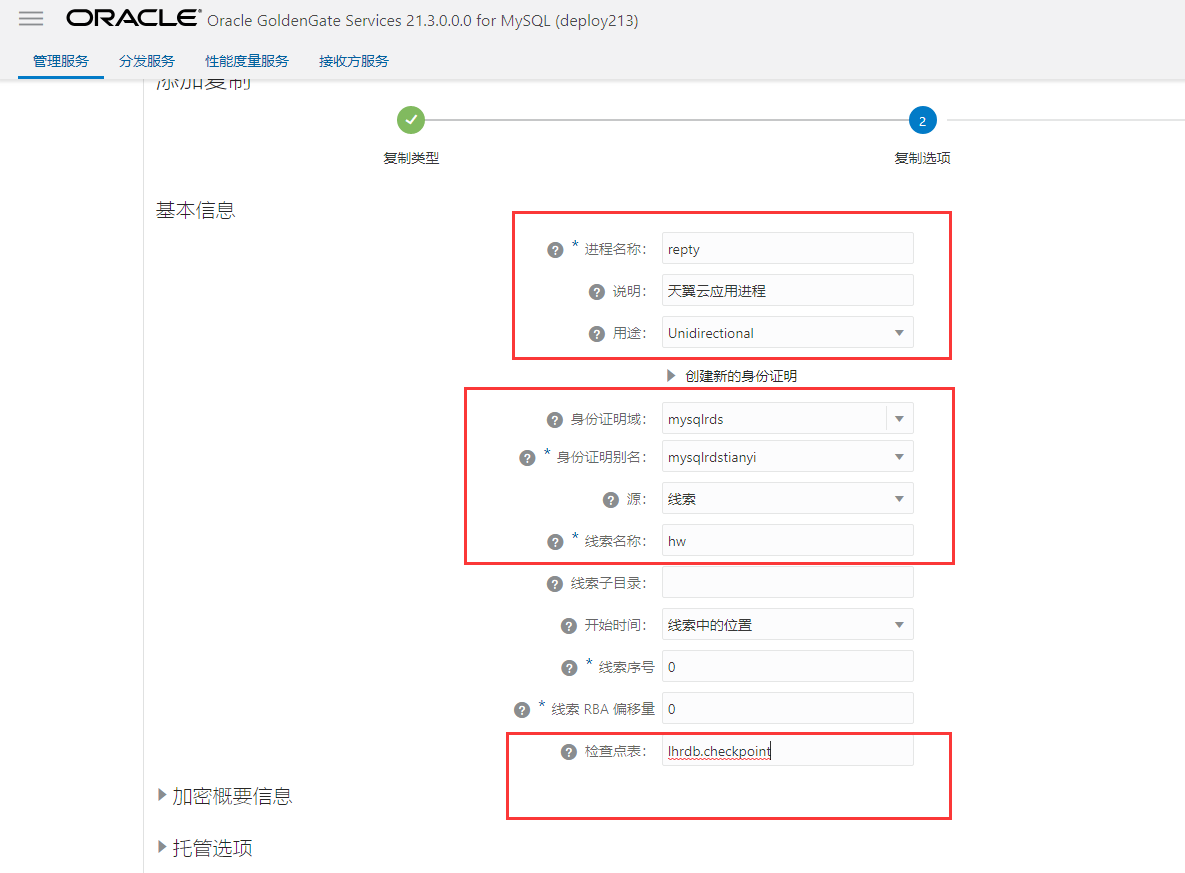 ORACLE Oracle GoldenGate Services 21.3.0.0.0 for MySQL (deploy213)
管理服务 分发服务 性能度量服务 接收方服务
添加复制
2
复制类型 复制选项
基本信息
? * 进程名称: repty
? 说明: 天翼云应用进程
? 用途: Unidirectional
创建新的身份证明
? 身份证明域: mysqlrds
? * 身份证明别名: mysqlrdstianyi
? 源: 线索
? * 线索名称: hw
? 线索子目录:
? 开始时间: 线索中的位置
? * 线索序号 0
? * 线索 RBA 偏移量 0
? 检查点表: lhrdb.checkpoint
加密概要信息
托管选项